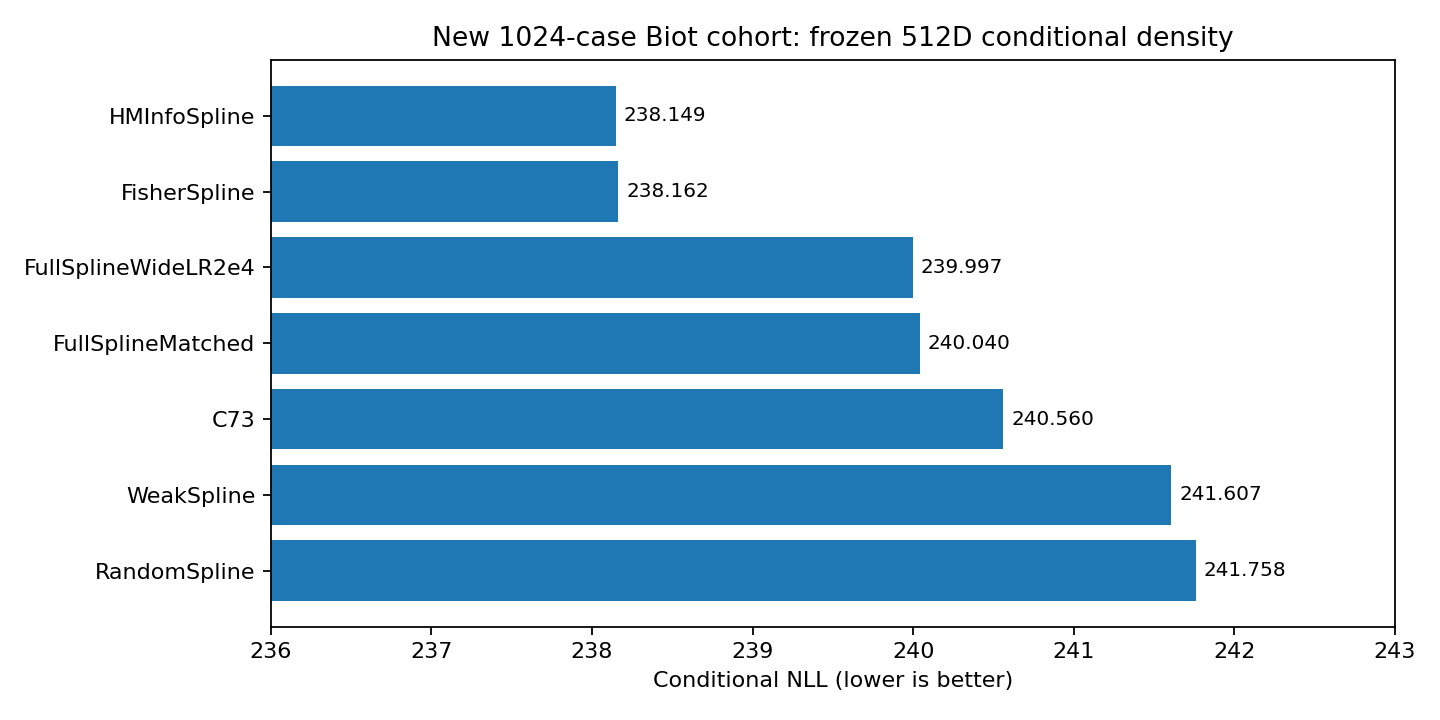 New 1024-case Biot cohort: frozen 512D conditional density
HMInfoSpline 238.149
FisherSpline 238.162
FullSplineWideLR2e4 239.997
FullSplineMatched 240.040
C73 240.560
WeakSpline 241.607
RandomSpline 241.758
236 237 238 239 240 241 242 243
Conditional NLL (lower is better)